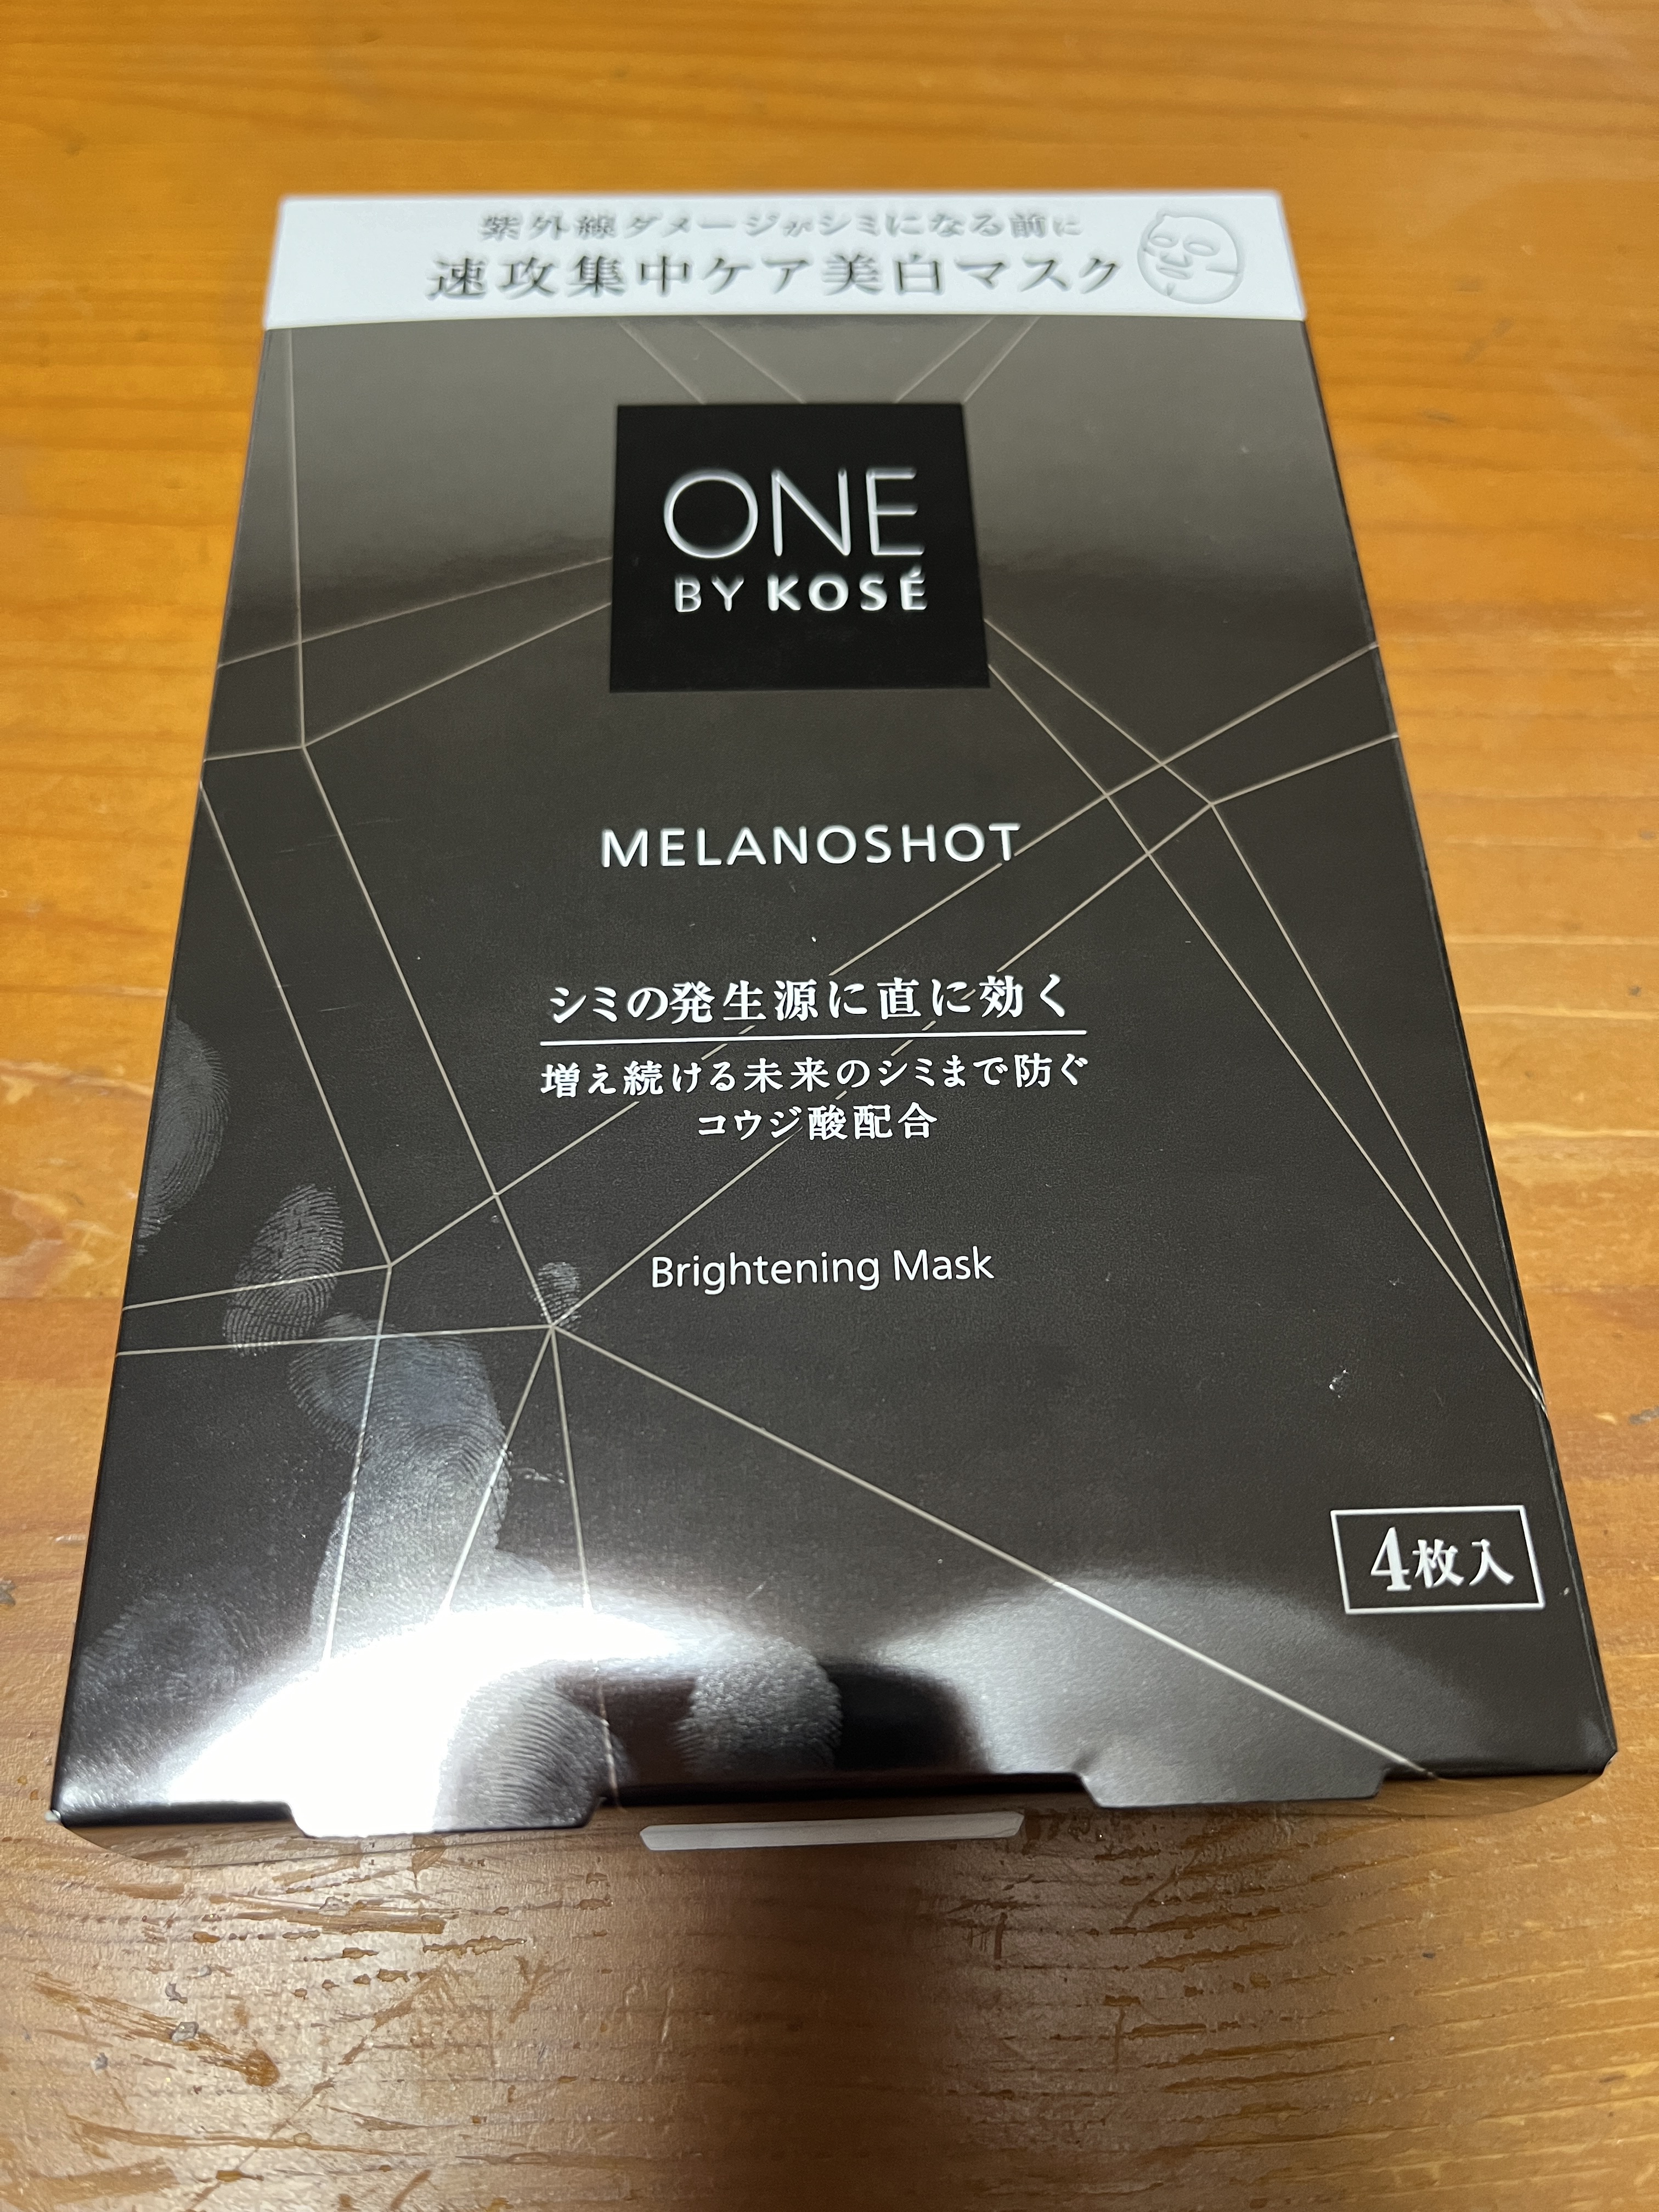 紫外線ダメージがシミになる前に
速攻集中ケア美白マスク
ONE
BY KOSÉ
MELANOSHOT
シミの発生源に直に効く
増え続ける未来のシミまで防ぐ
コウジ酸配合
Brightening Mask
4枚入